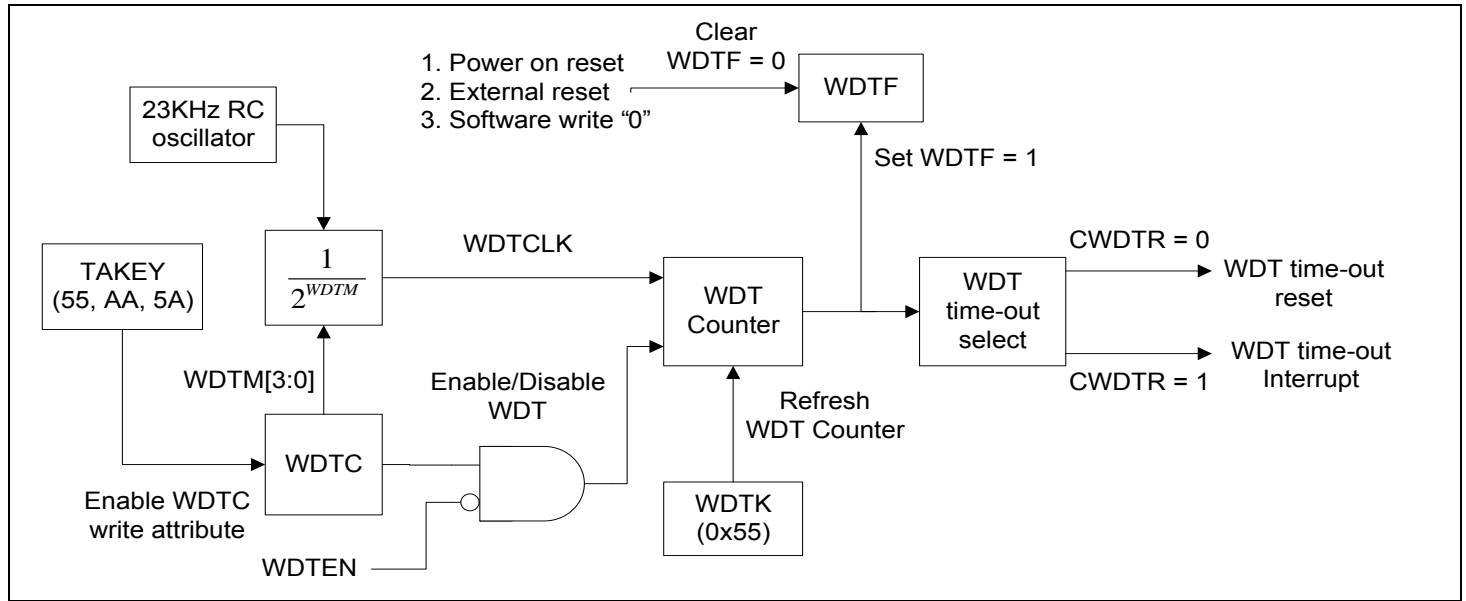 Clear
WDTF = 0
1. Power on reset
2. External reset
3. Software write “0”
WDTF
23KHz RC
oscillator
Set WDTF = 1
TAKEY
(55, AA, 5A)
1
2^WDTM
WDTCLK
WDT
Counter
WDT
time-out
select
CWDTR = 0
WDT time-out
reset
CWDTR = 1
WDT time-out
Interrupt
WDTM[3:0]
Enable/Disable
WDT
Refresh
WDT Counter
WDTC
Enable WDTC
write attribute
WDTK
(0x55)
WDTEN